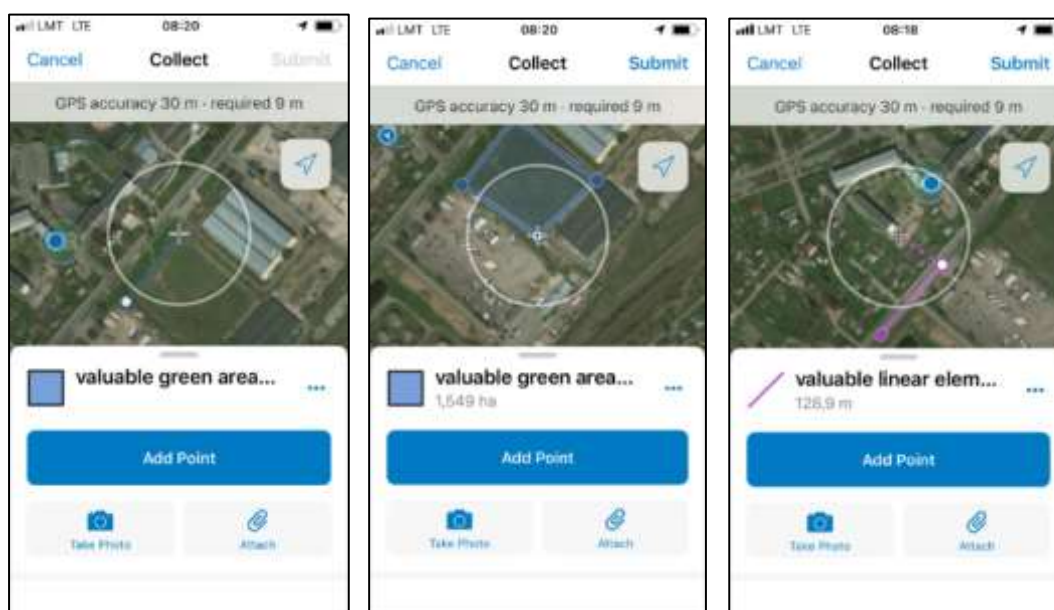 LMT LTE 08:20
Cancel Collect Submit
GPS accuracy 30 m · required 9 m
valuable green area...
Add Point
Take Photo Attach
LMT LTE 08:20
Cancel Collect Submit
GPS accuracy 30 m · required 9 m
valuable green area...
1,549 ha
Add Point
Take Photo Attach
LMT LTE 08:18
Cancel Collect Submit
GPS accuracy 30 m · required 9 m
valuable linear elem...
128,9 m
Add Point
Take Photo Attach